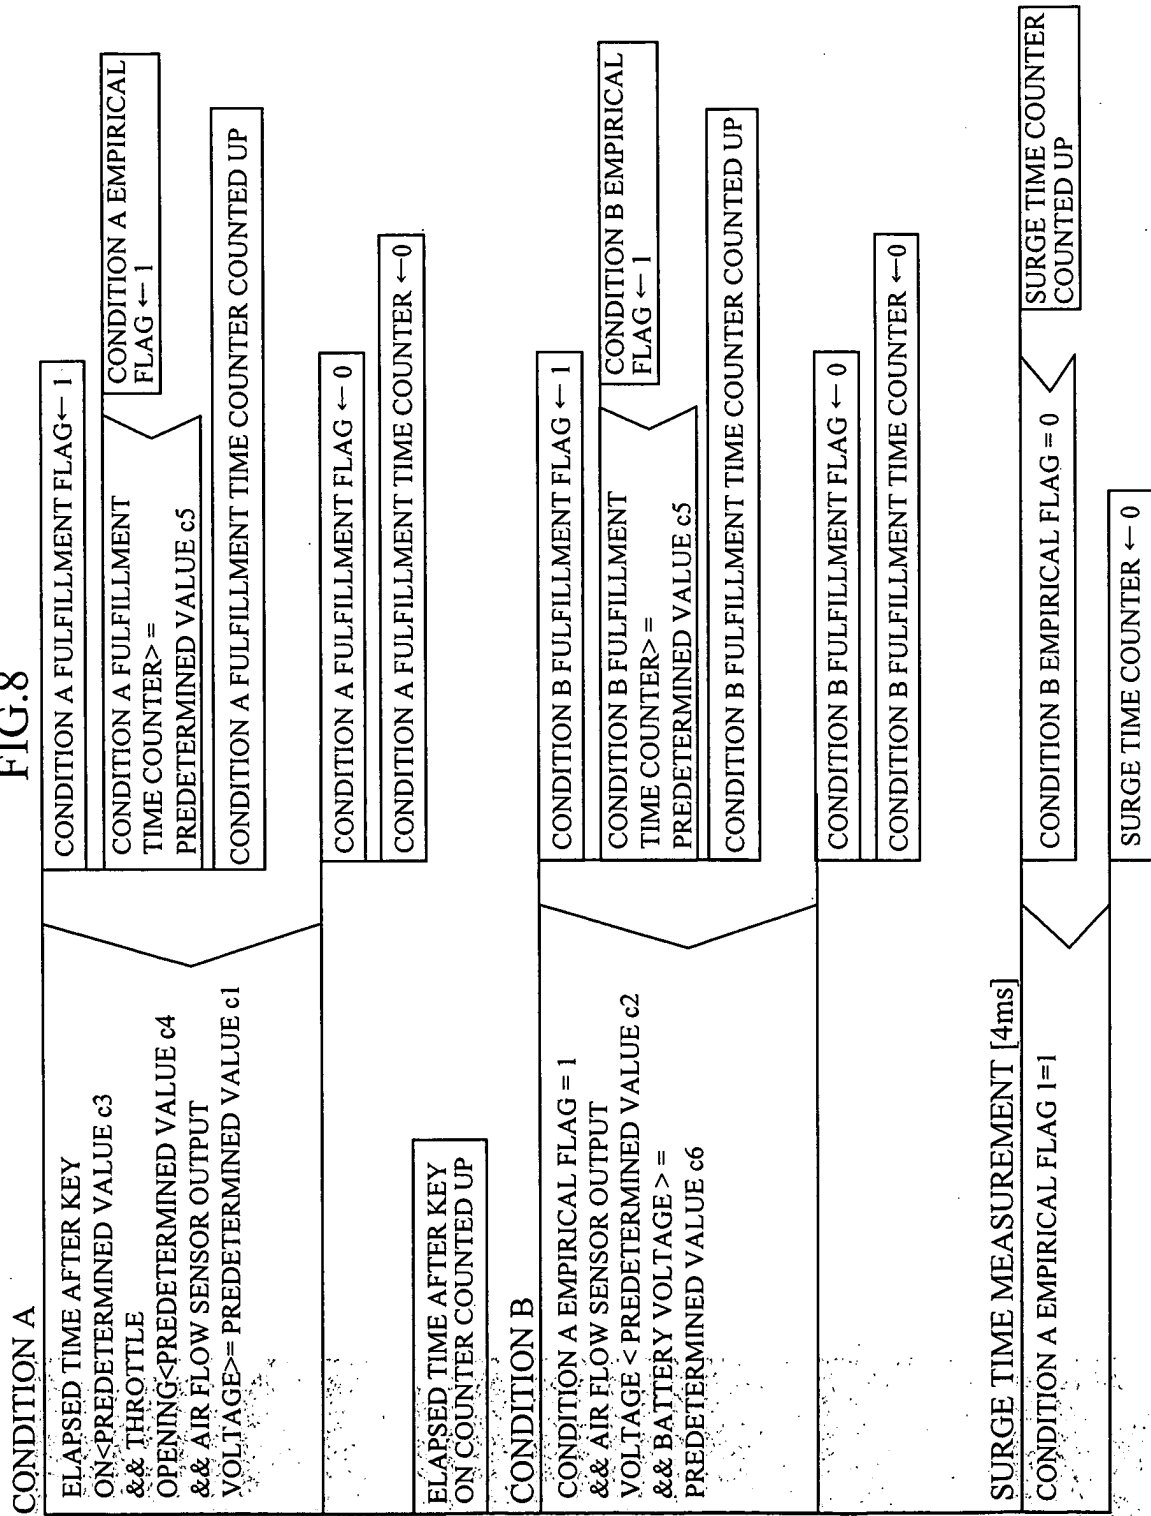 FIG.8
CONDITION A
ELAPSED TIME AFTER KEY
ON<PREDETERMINED VALUE c3
&& THROTTLE
OPENING<PREDETERMINED VALUE c4
&& AIR FLOW SENSOR OUTPUT
VOLTAGE>= PREDETERMINED VALUE c1
CONDITION A FULFILLMENT FLAG← 1
CONDITION A FULFILLMENT
TIME COUNTER> =
PREDETERMINED VALUE c5
CONDITION A EMPIRICAL
FLAG ← 1
CONDITION A FULFILLMENT TIME COUNTER COUNTED UP
CONDITION A FULFILLMENT FLAG ← 0
CONDITION A FULFILLMENT TIME COUNTER ←0
ELAPSED TIME AFTER KEY
ON COUNTER COUNTED UP
CONDITION B
CONDITION A EMPIRICAL FLAG = 1
&& AIR FLOW SENSOR OUTPUT
VOLTAGE < PREDETERMINED VALUE c2
&& BATTERY VOLTAGE > =
PREDETERMINED VALUE c6
CONDITION B FULFILLMENT FLAG ← 1
CONDITION B FULFILLMENT
TIME COUNTER> =
PREDETERMINED VALUE c5
CONDITION B EMPIRICAL
FLAG ← 1
CONDITION B FULFILLMENT TIME COUNTER COUNTED UP
CONDITION B FULFILLMENT FLAG ← 0
CONDITION B FULFILLMENT TIME COUNTER ←0
SURGE TIME MEASUREMENT [4ms]
CONDITION A EMPIRICAL FLAG 1=1
CONDITION B EMPIRICAL FLAG = 0
SURGE TIME COUNTER
COUNTED UP
SURGE TIME COUNTER ← 0